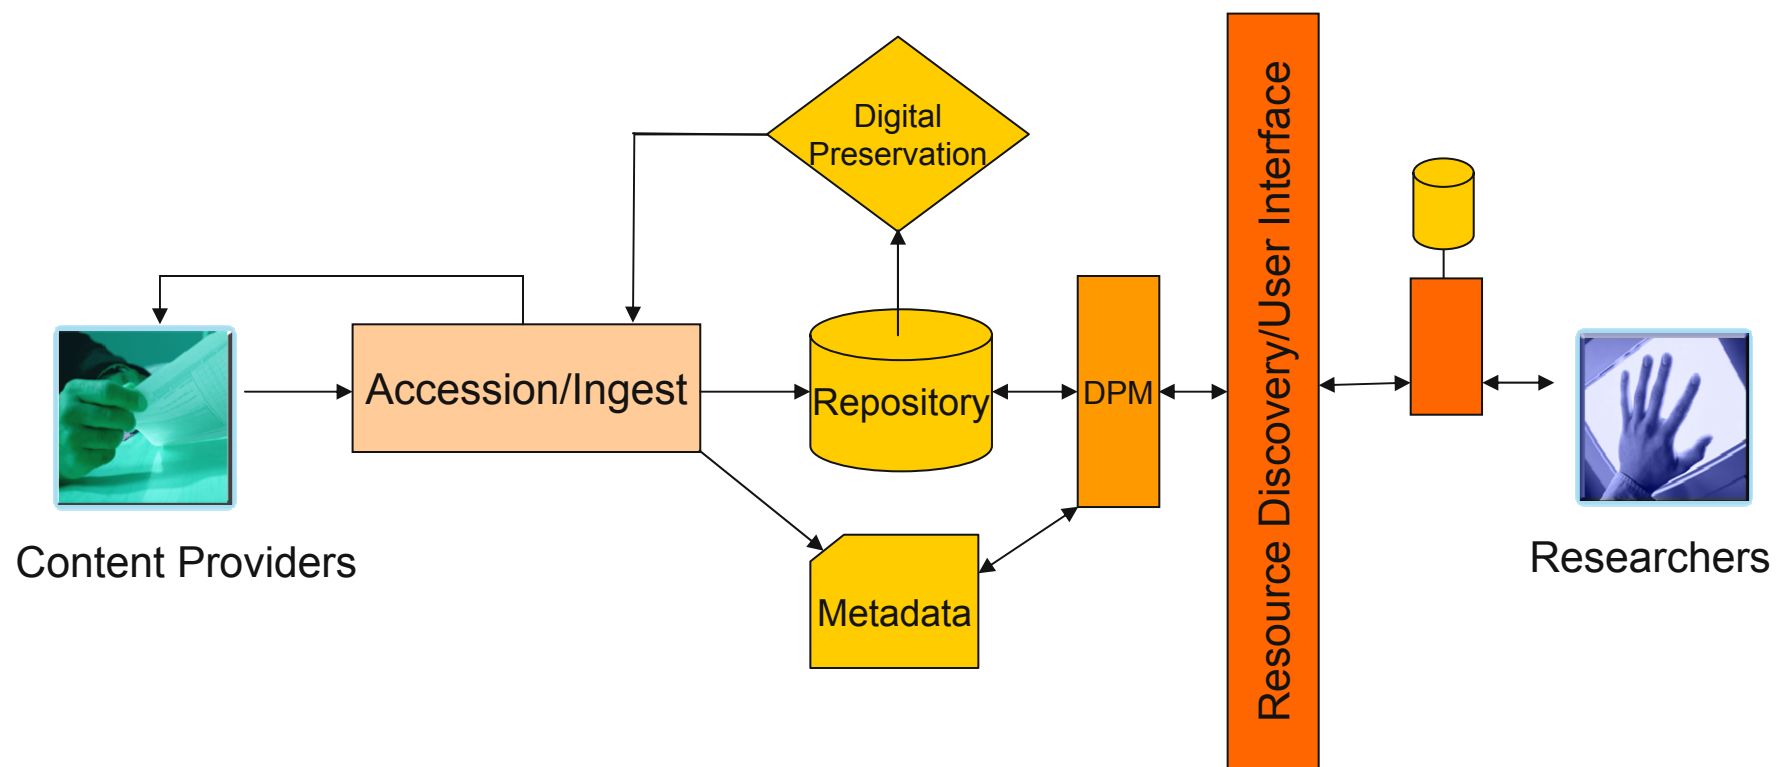 Digital
Preservation
Resource Discovery/User Interface
Accession/Ingest
Repository
DPM
Content Providers
Researchers
Metadata